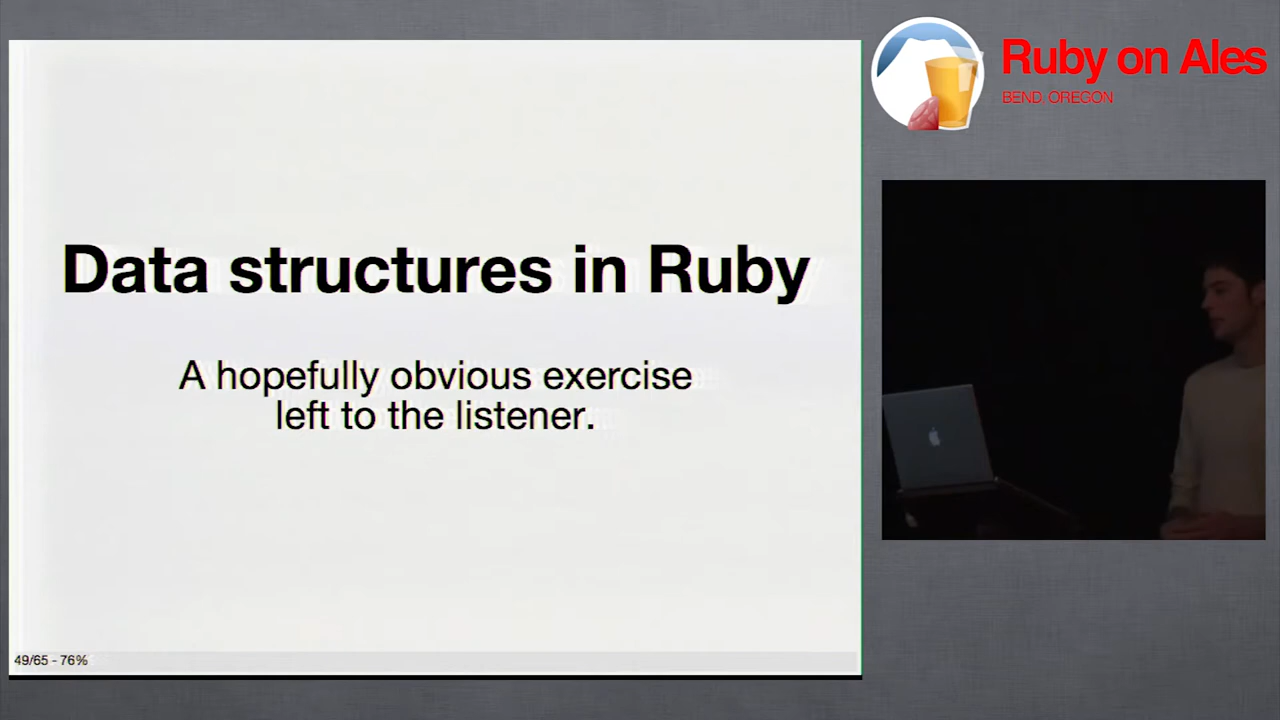 Data structures in Ruby
A hopefully obvious exercise
left to the listener.
49/65 - 76%
Ruby on Ales
BEND, OREGON